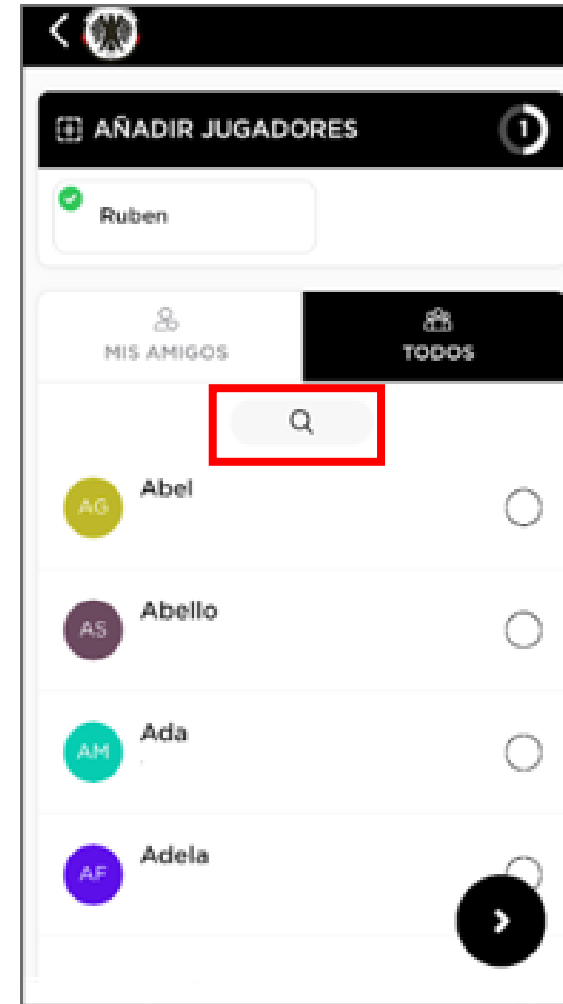 AÑADIR JUGADORES
1
Ruben
MIS AMIGOS
TODOS
AG
Abel
AS
Abello
AM
Ada
AF
Adela